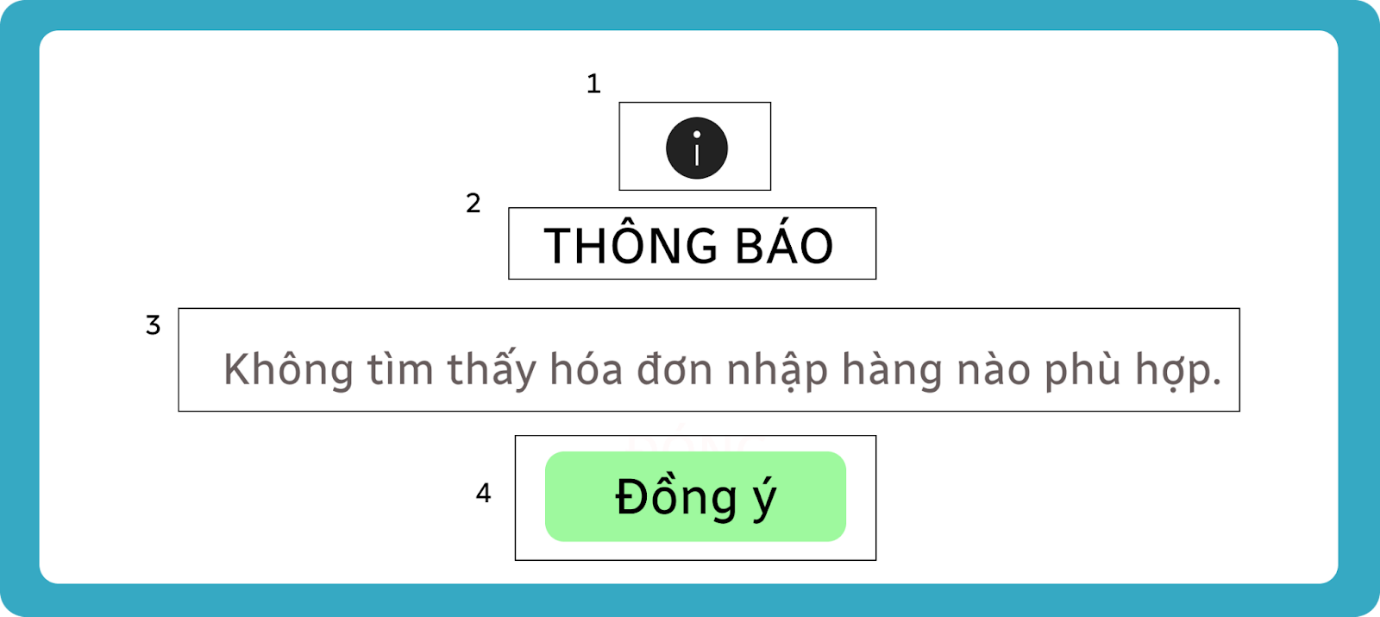 1
i
2
THÔNG BÁO
3
Không tìm thấy hóa đơn nhập hàng nào phù hợp.
4
Đồng ý